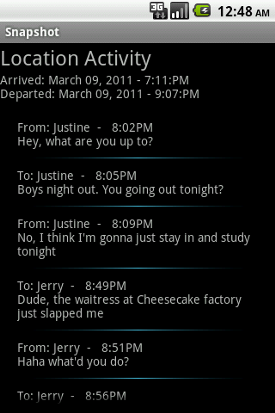 3G 12:48 AM
Snapshot
Location Activity
Arrived: March 09, 2011 - 7:11PM
Departed: March 09, 2011 - 9:07PM
From: Justine - 8:02PM
Hey, what are you up to?
To: Justine - 8:05PM
Boys night out. You going out tonight?
From: Justine - 8:09PM
No, I think I'm gonna just stay in and study
tonight
To: Jerry - 8:49PM
Dude, the waitress at Cheesecake factory
just slapped me
From: Jerry - 8:51PM
Haha what'd you do?
To: Jerry - 8:56PM